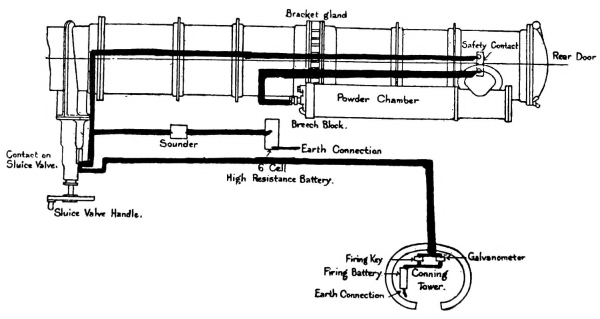 Bracket gland
Safety Contact
Rear Door
Powder Chamber
Breech Block.
Sounder
Earth Connection
Contact on
Sluice Valve.
6 Cell
High Resistance Battery.
Sluice Valve Handle.
Firing Key
Galvanometer
Firing Battery
Conning
Tower.
Earth Connection